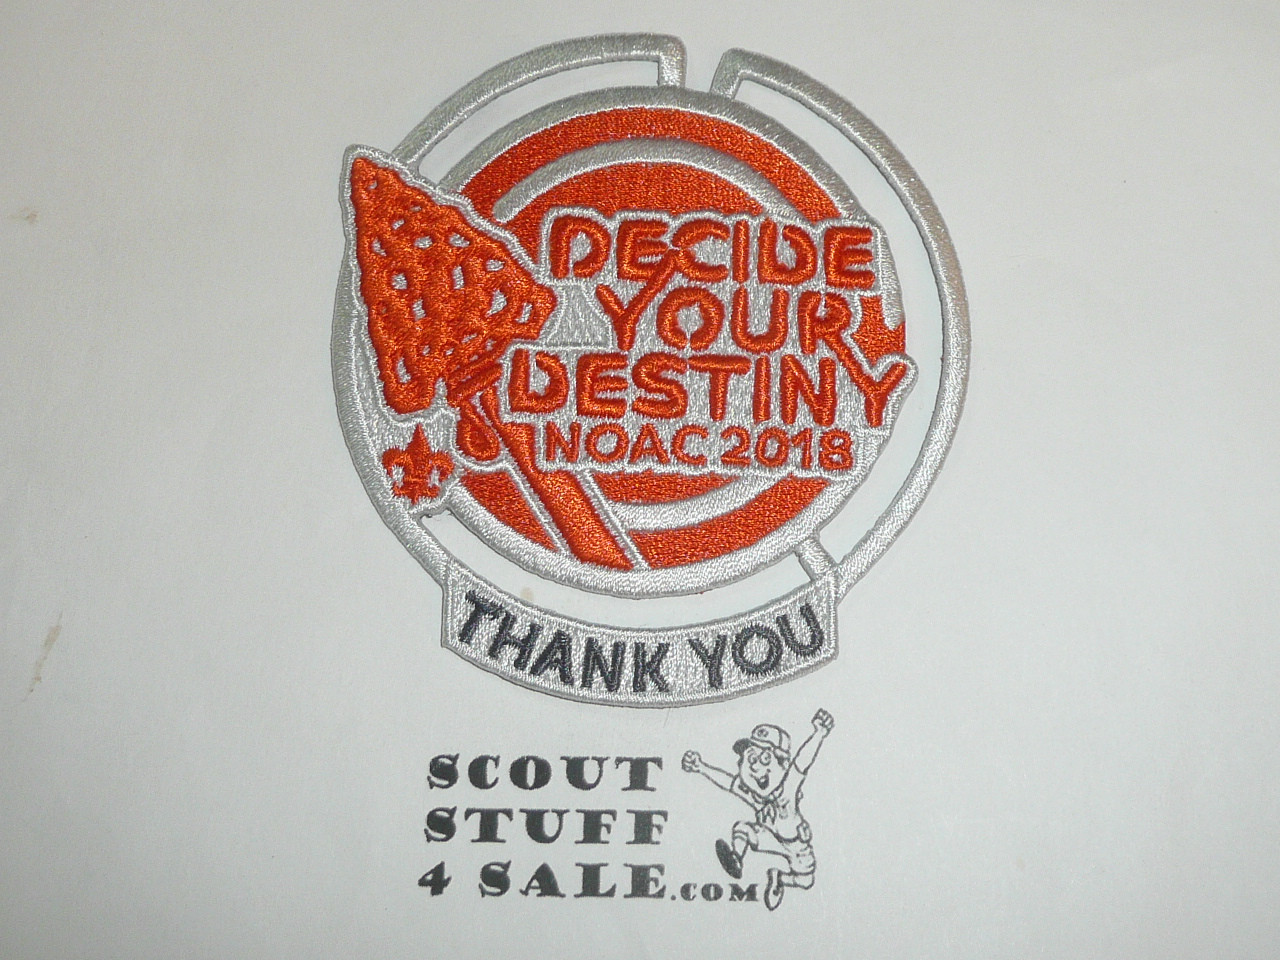 DECIDE
YOUR
DESTINY
NOAC 2018
THANK YOU
SCOUT
STUFF
4 SALE.COM